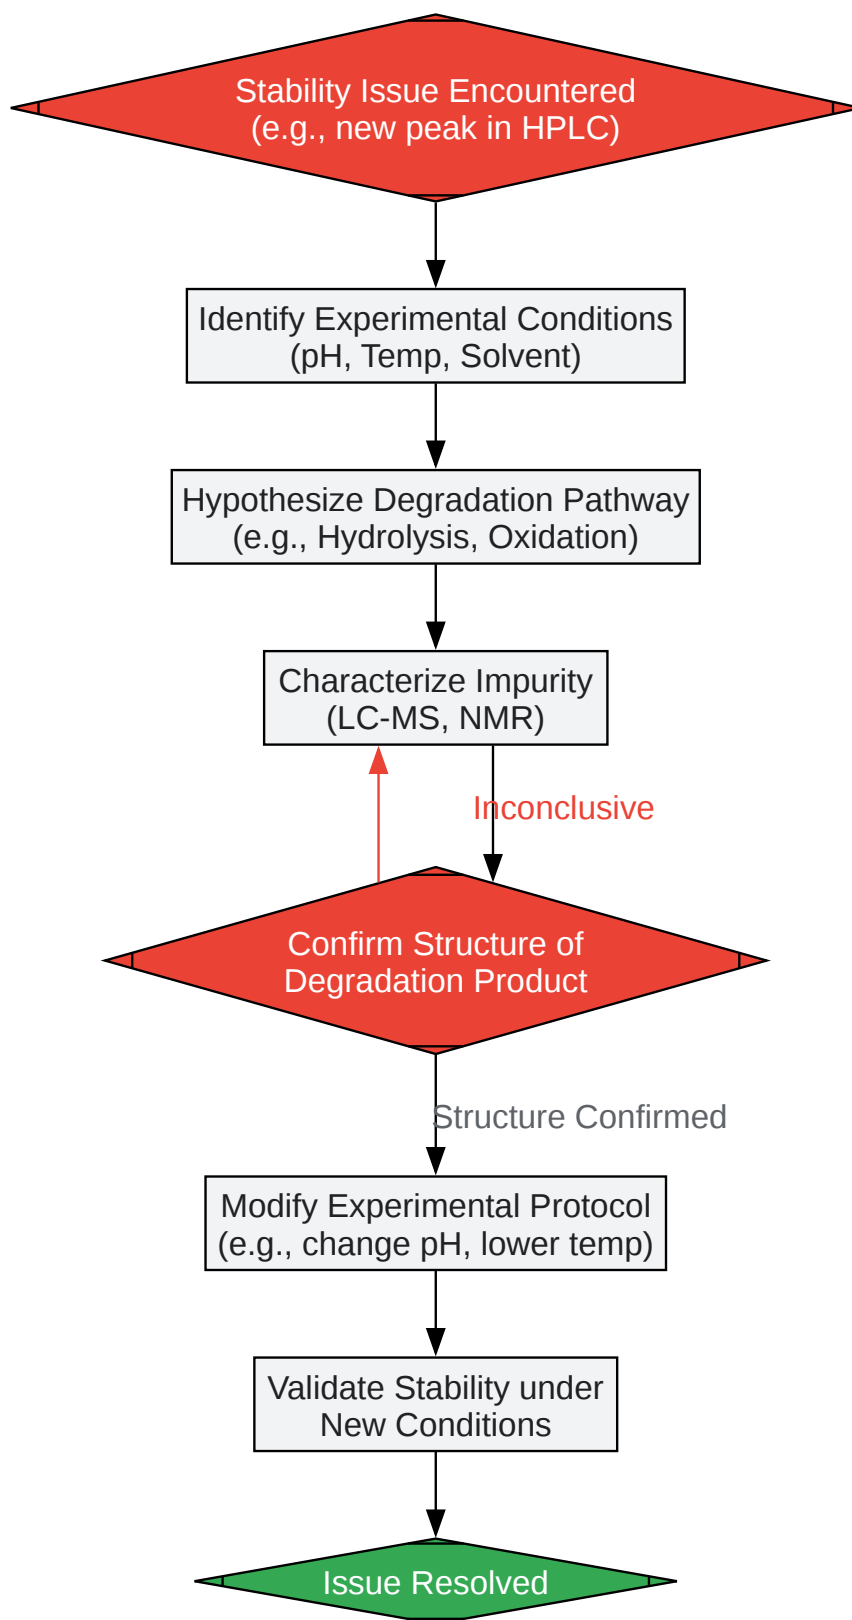 Stability Issue Encountered
(e.g., new peak in HPLC)
Identify Experimental Conditions
(pH, Temp, Solvent)
Hypothesize Degradation Pathway
(e.g., Hydrolysis, Oxidation)
Characterize Impurity
(LC-MS, NMR)
Inconclusive
Confirm Structure of
Degradation Product
Structure Confirmed
Modify Experimental Protocol
(e.g., change pH, lower temp)
Validate Stability under
New Conditions
Issue Resolved